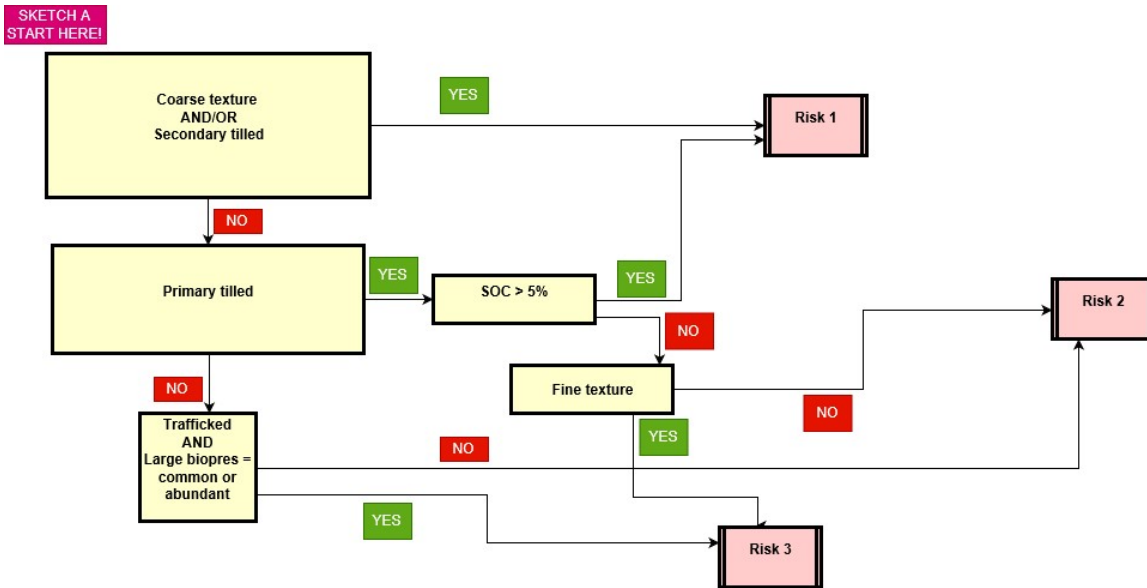 SKETCH A
START HERE!
Coarse texture
AND/OR
Secondary tilled
YES
Risk 1
NO
Primary tilled
YES
SOC > 5%
YES
Risk 2
NO
NO
Fine texture
NO
Trafficked
AND
Large biopres =
common or
abundant
NO
YES
YES
Risk 3